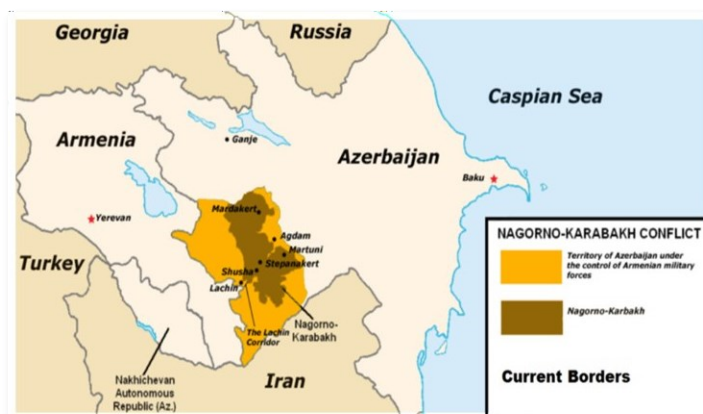 Georgia
Russia
Caspian Sea
Armenia
Ganje
Azerbaijan
Baku
Mardakert
Yerevan
Agdam
Martuni
Stepanakert
Shusha
Lachin
Turkey
The Lachin
Corridor
Nagorno-
Karabakh
Iran
Nakhichevan
Autonomous
Republic (Az.)
NAGORNO-KARABAKH CONFLICT
Territory of Azerbaijan under
the control of Armenian military
forces
Nagorno-Karbakh
Current Borders